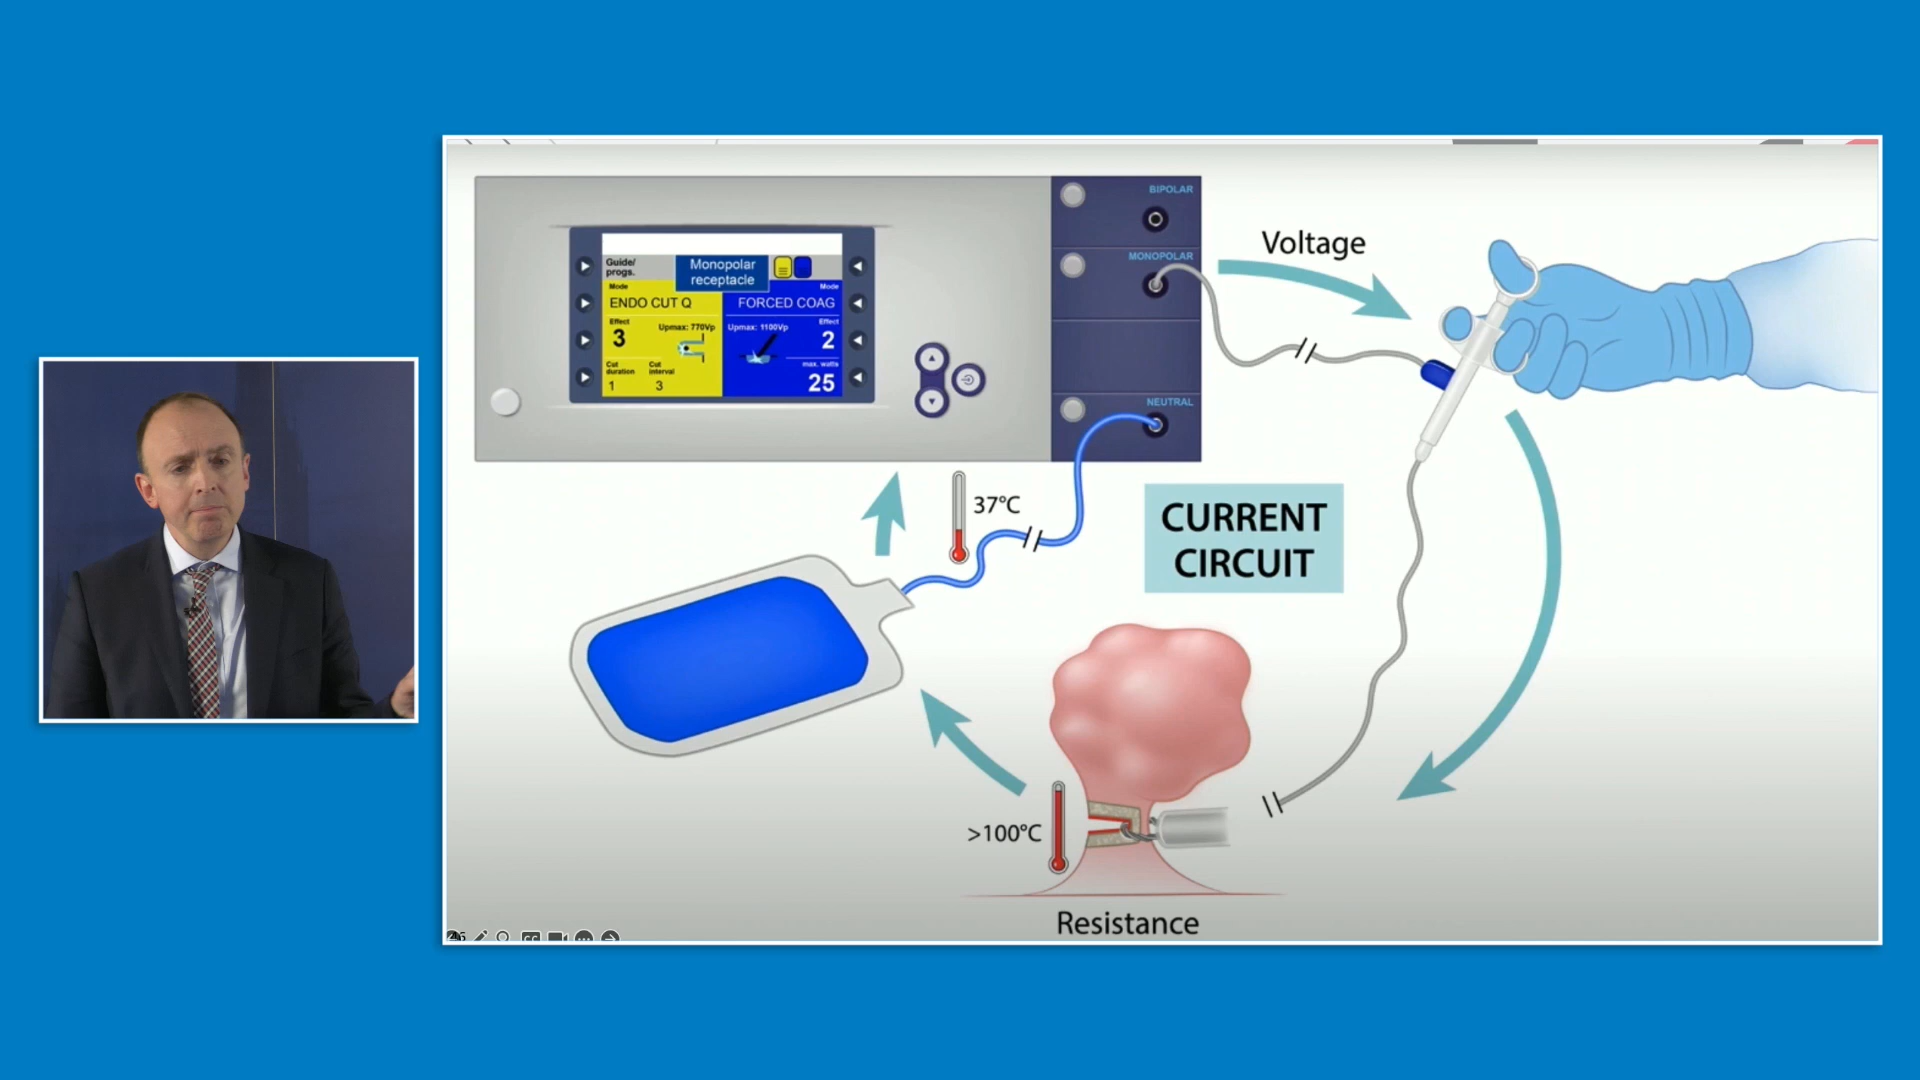 BIPOLAR
MONOPOLAR
NEUTRAL
Guide/
progs.
Monopolar
receptacle
Mode
Mode
ENDO CUT Q
FORCED COAG
Effect
3
Upmax: 770Vp
Upmax: 1100Vp
Effect
2
Cut
duration
1
Cut
interval
3
max. watts
25
Voltage
37°C
CURRENT
CIRCUIT
>100°C
Resistance